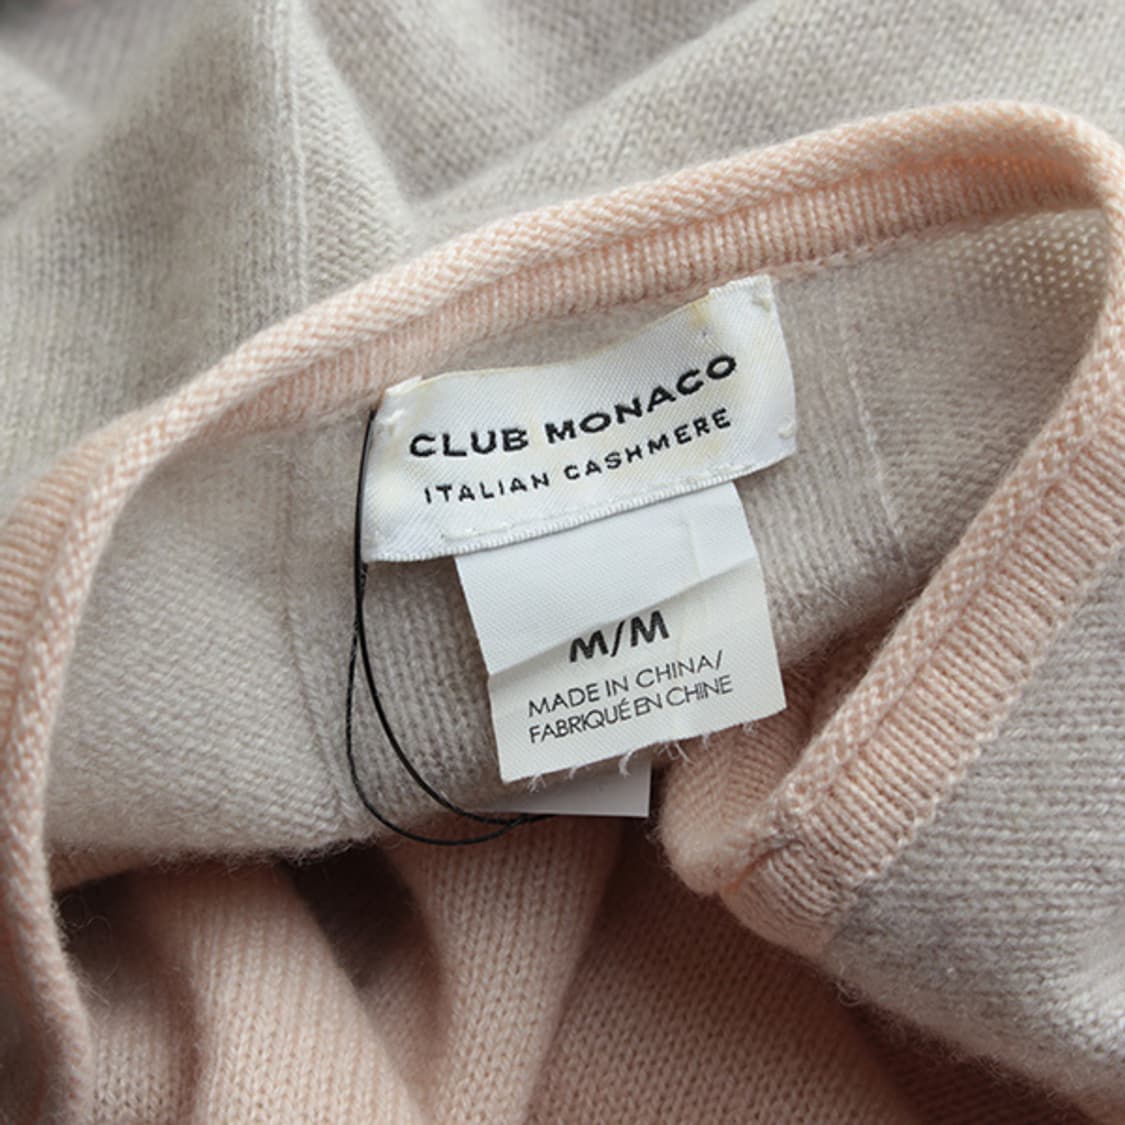 CLUB MONACO
ITALIAN CASHMERE
M/M
MADE IN CHINA/
FABRIQUÉ EN CHINE